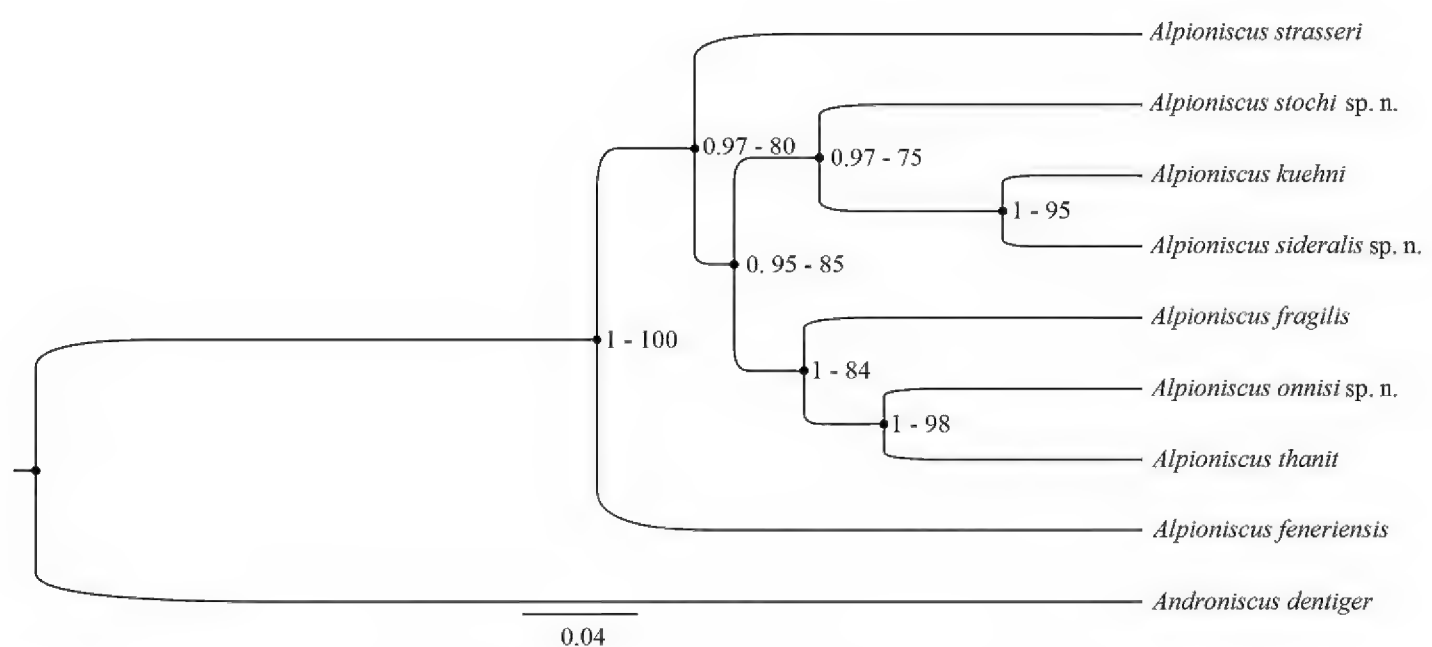 Alpioniscus strasseri
Alpioniscus stochi sp. n.
0.97 - 80
0.97 - 75
Alpioniscus kuehni
1 - 95
Alpioniscus sideralis sp. n.
0. 95 - 85
Alpioniscus fragilis
1 - 100
1 - 84
Alpioniscus onnisi sp. n.
1 - 98
Alpioniscus thanit
Alpioniscus feneriensis
Androniscus dentiger
0.04